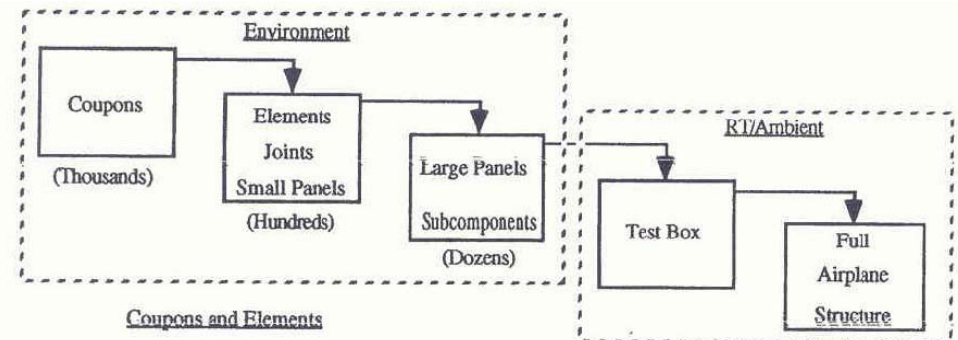 Environment
Coupons
(Thousands)
Elements
Joints
Small Panels
(Hundreds)
Large Panels
Subcomponents
(Dozens)
RT/Ambient
Test Box
Full
Airplane
Structure
Coupons and Elements